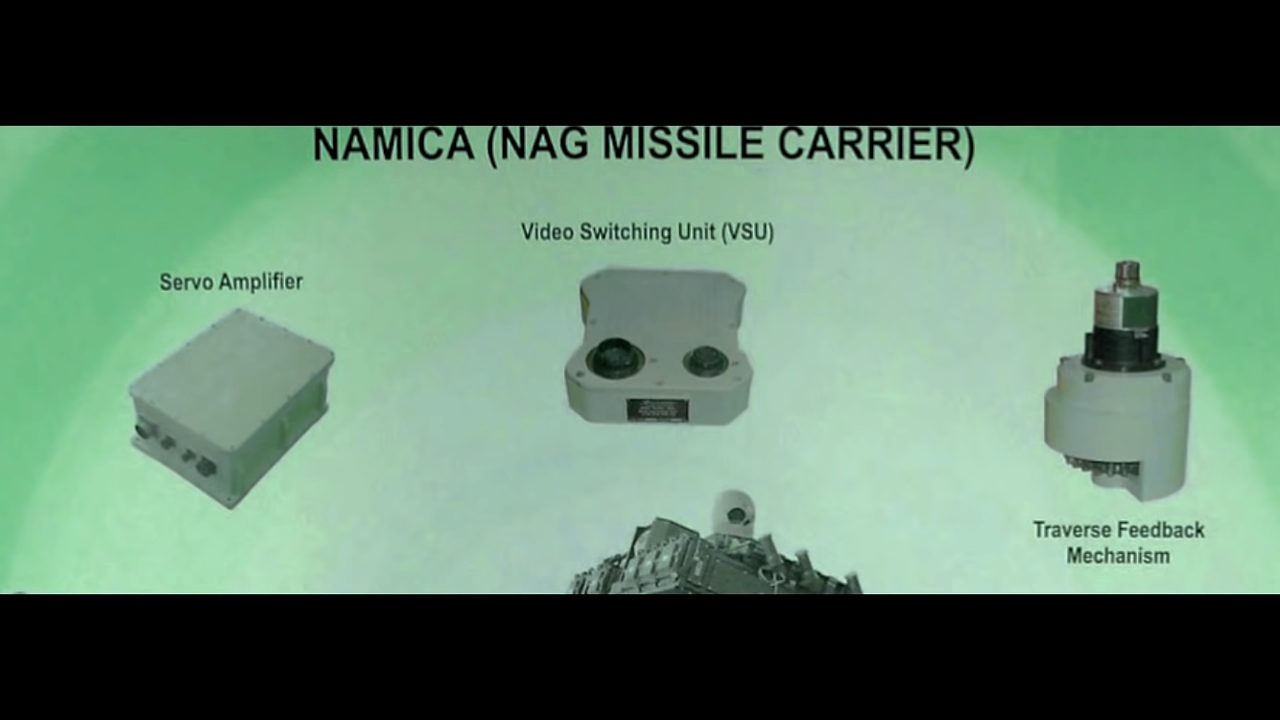 NAMICA (NAG MISSILE CARRIER)
Video Switching Unit (VSU)
Servo Amplifier
Traverse Feedback
Mechanism